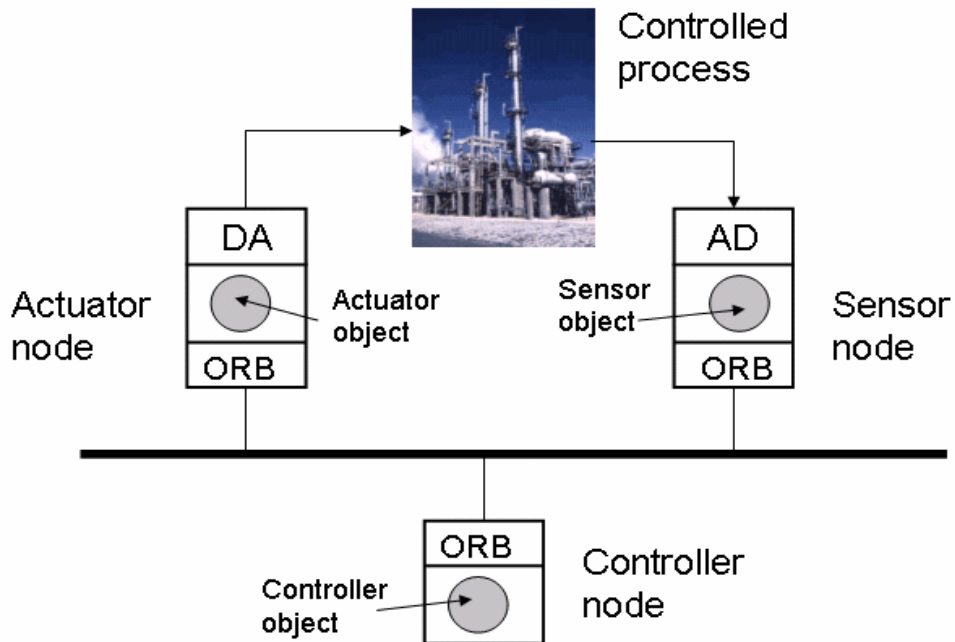 Controlled
process
DA
AD
Actuator
node
Actuator
object
Sensor
object
Sensor
node
ORB
ORB
ORB
Controller
object
Controller
node